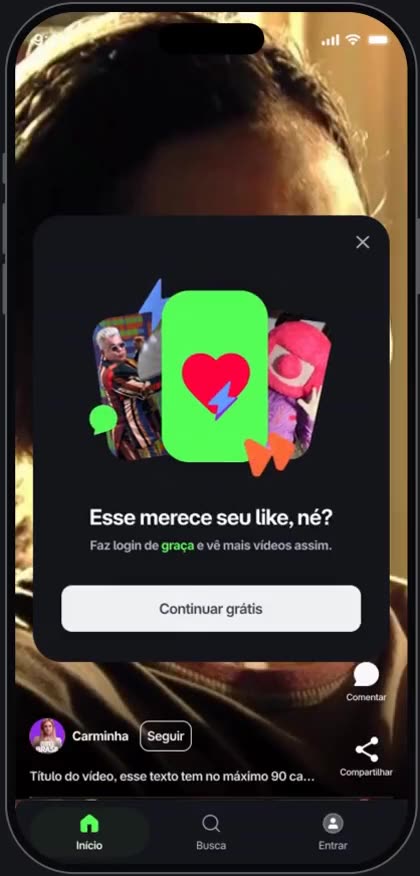 Esse merece seu like, né?
Faz login de graça e vê mais vídeos assim.
Continuar grátis
Comentar
Carminha
Seguir
Compartilhar
Título do vídeo, esse texto tem no máximo 90 ca...
Início
Busca
Entrar